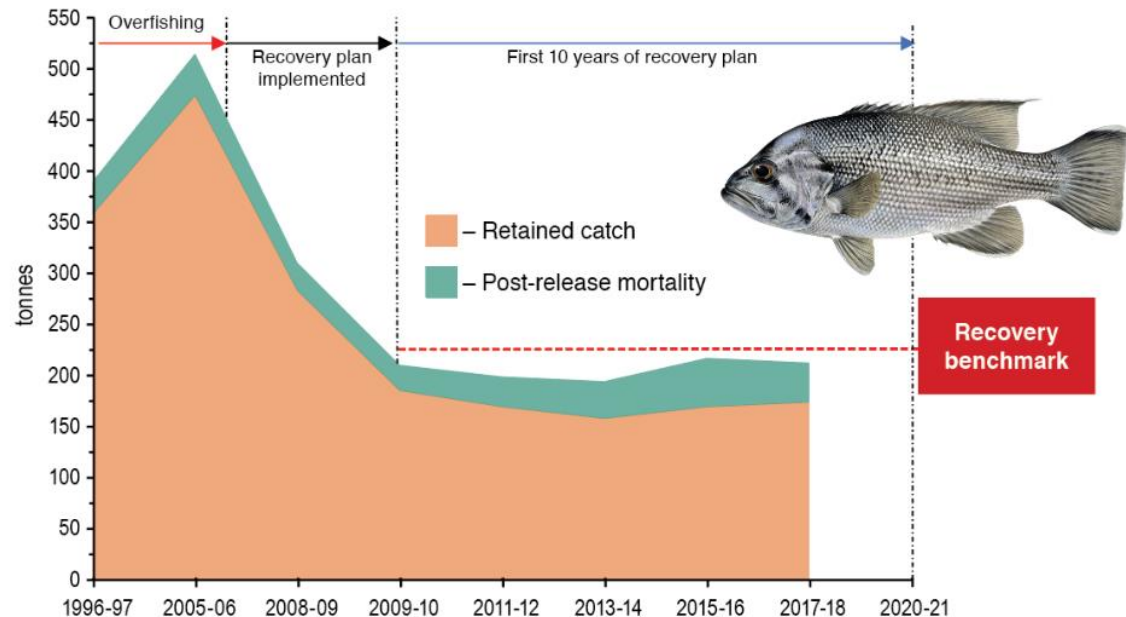 550
500
450
400
350
300
250
200
150
100
50
0
tonnes
Overfishing
Recovery plan
implemented
First 10 years of recovery plan
– Retained catch
– Post-release mortality
Recovery
benchmark
1996-97 2005-06 2008-09 2009-10 2011-12 2013-14 2015-16 2017-18 2020-21